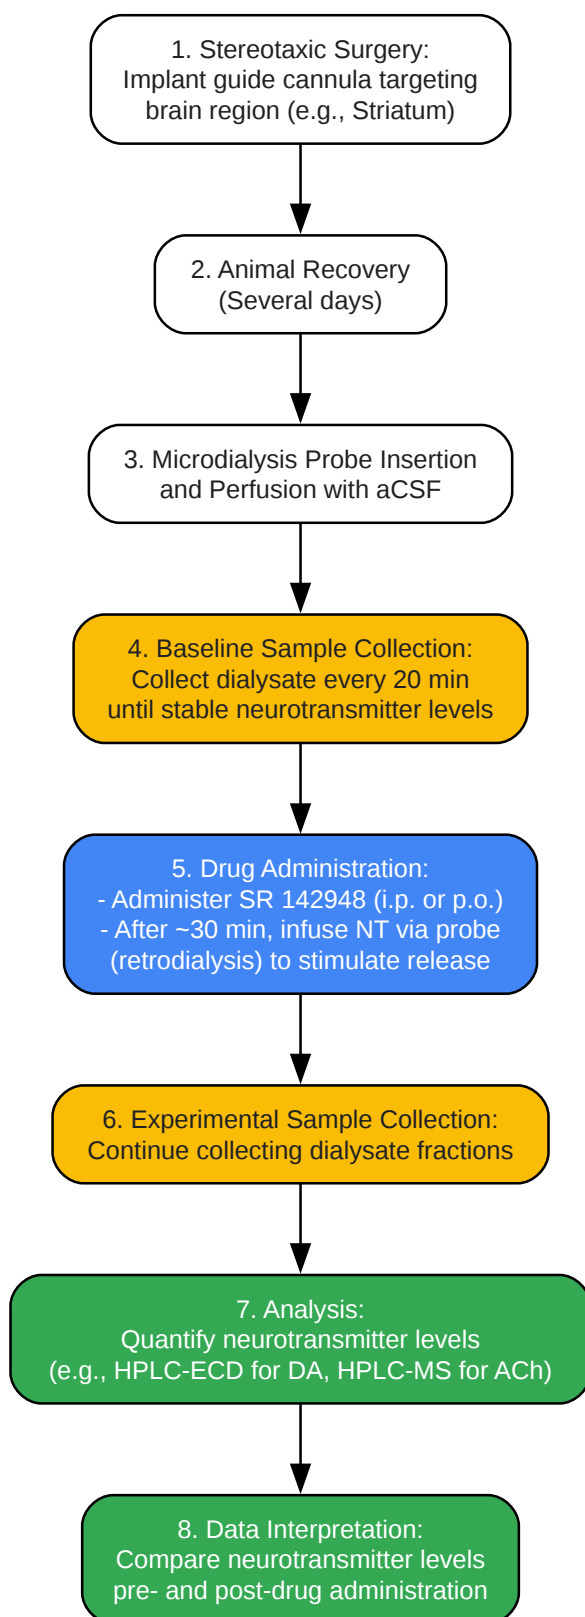 1. Stereotaxic Surgery:
Implant guide cannula targeting
brain region (e.g., Striatum)
2. Animal Recovery
(Several days)
3. Microdialysis Probe Insertion
and Perfusion with aCSF
4. Baseline Sample Collection:
Collect dialysate every 20 min
until stable neurotransmitter levels
5. Drug Administration:
- Administer SR 142948 (i.p. or p.o.)
- After ~30 min, infuse NT via probe
(retrodialysis) to stimulate release
6. Experimental Sample Collection:
Continue collecting dialysate fractions
7. Analysis:
Quantify neurotransmitter levels
(e.g., HPLC-ECD for DA, HPLC-MS for ACh)
8. Data Interpretation:
Compare neurotransmitter levels
pre- and post-drug administration